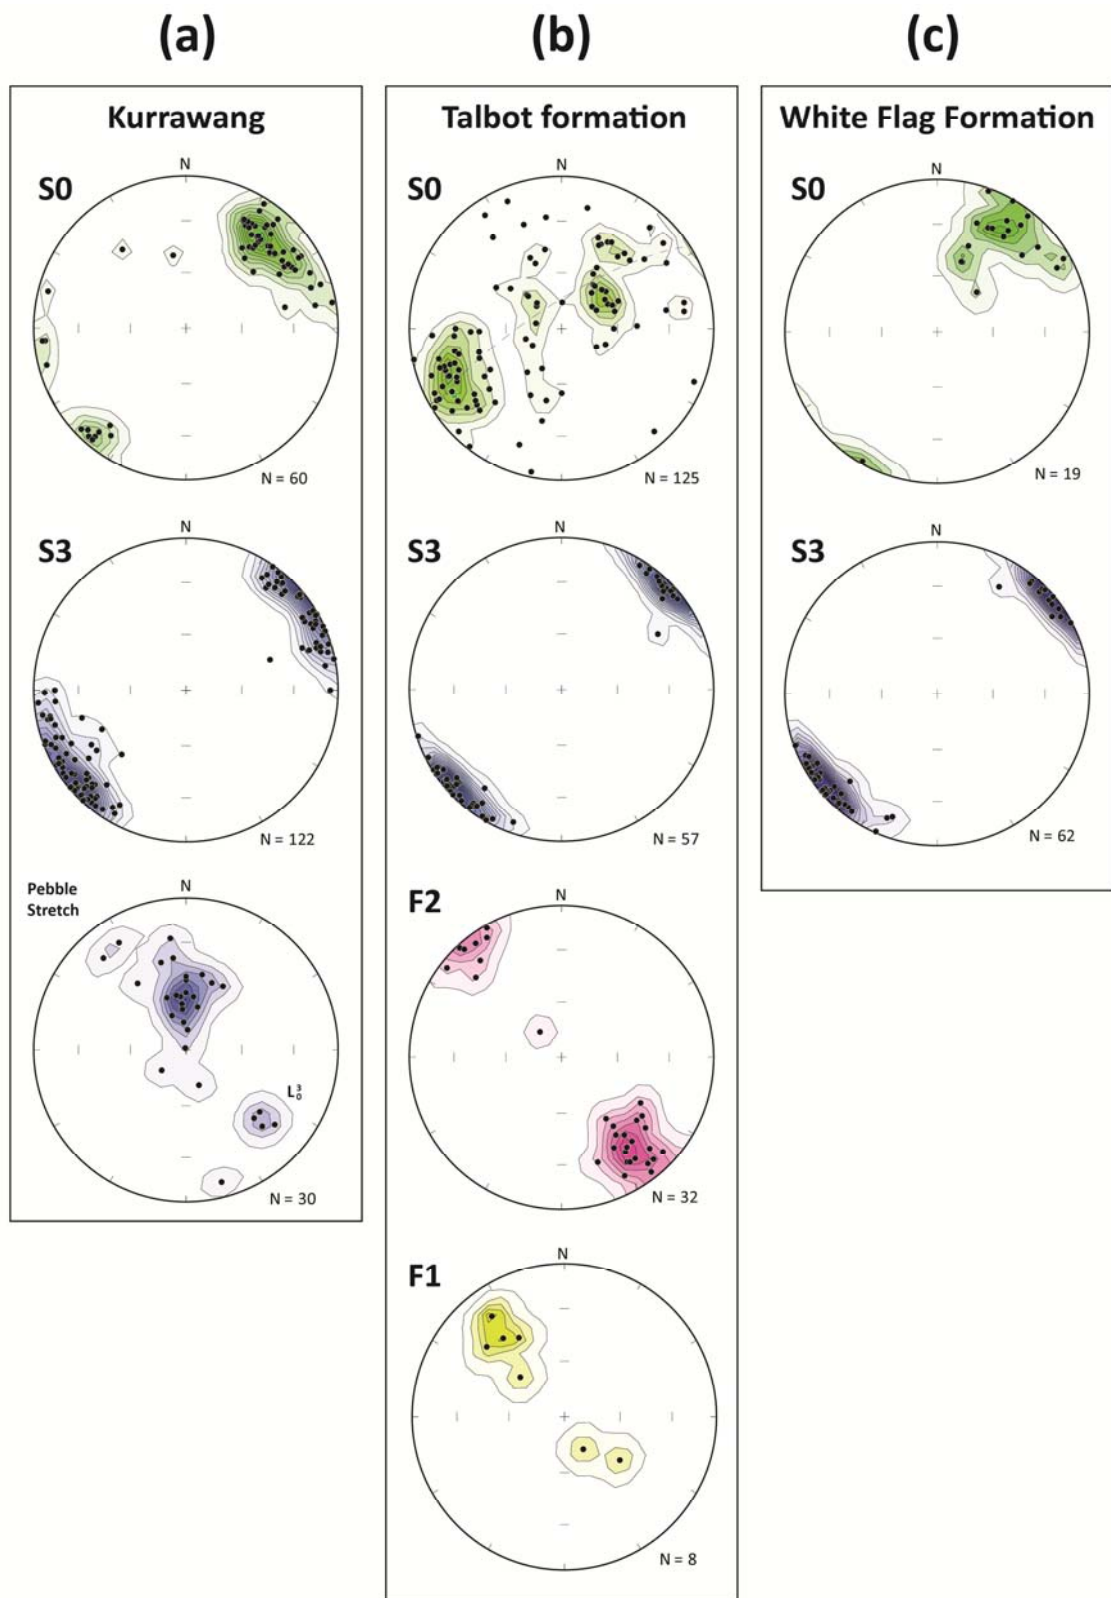 (a)
(b)
(c)
Kurrawang
S0
N
N = 60
S3
N
N = 122
Pebble
Stretch
N
L₀³
N = 30
Talbot formation
S0
N
N = 125
S3
N
N = 57
F2
N
N = 32
F1
N
N = 8
White Flag Formation
S0
N
N = 19
S3
N
N = 62